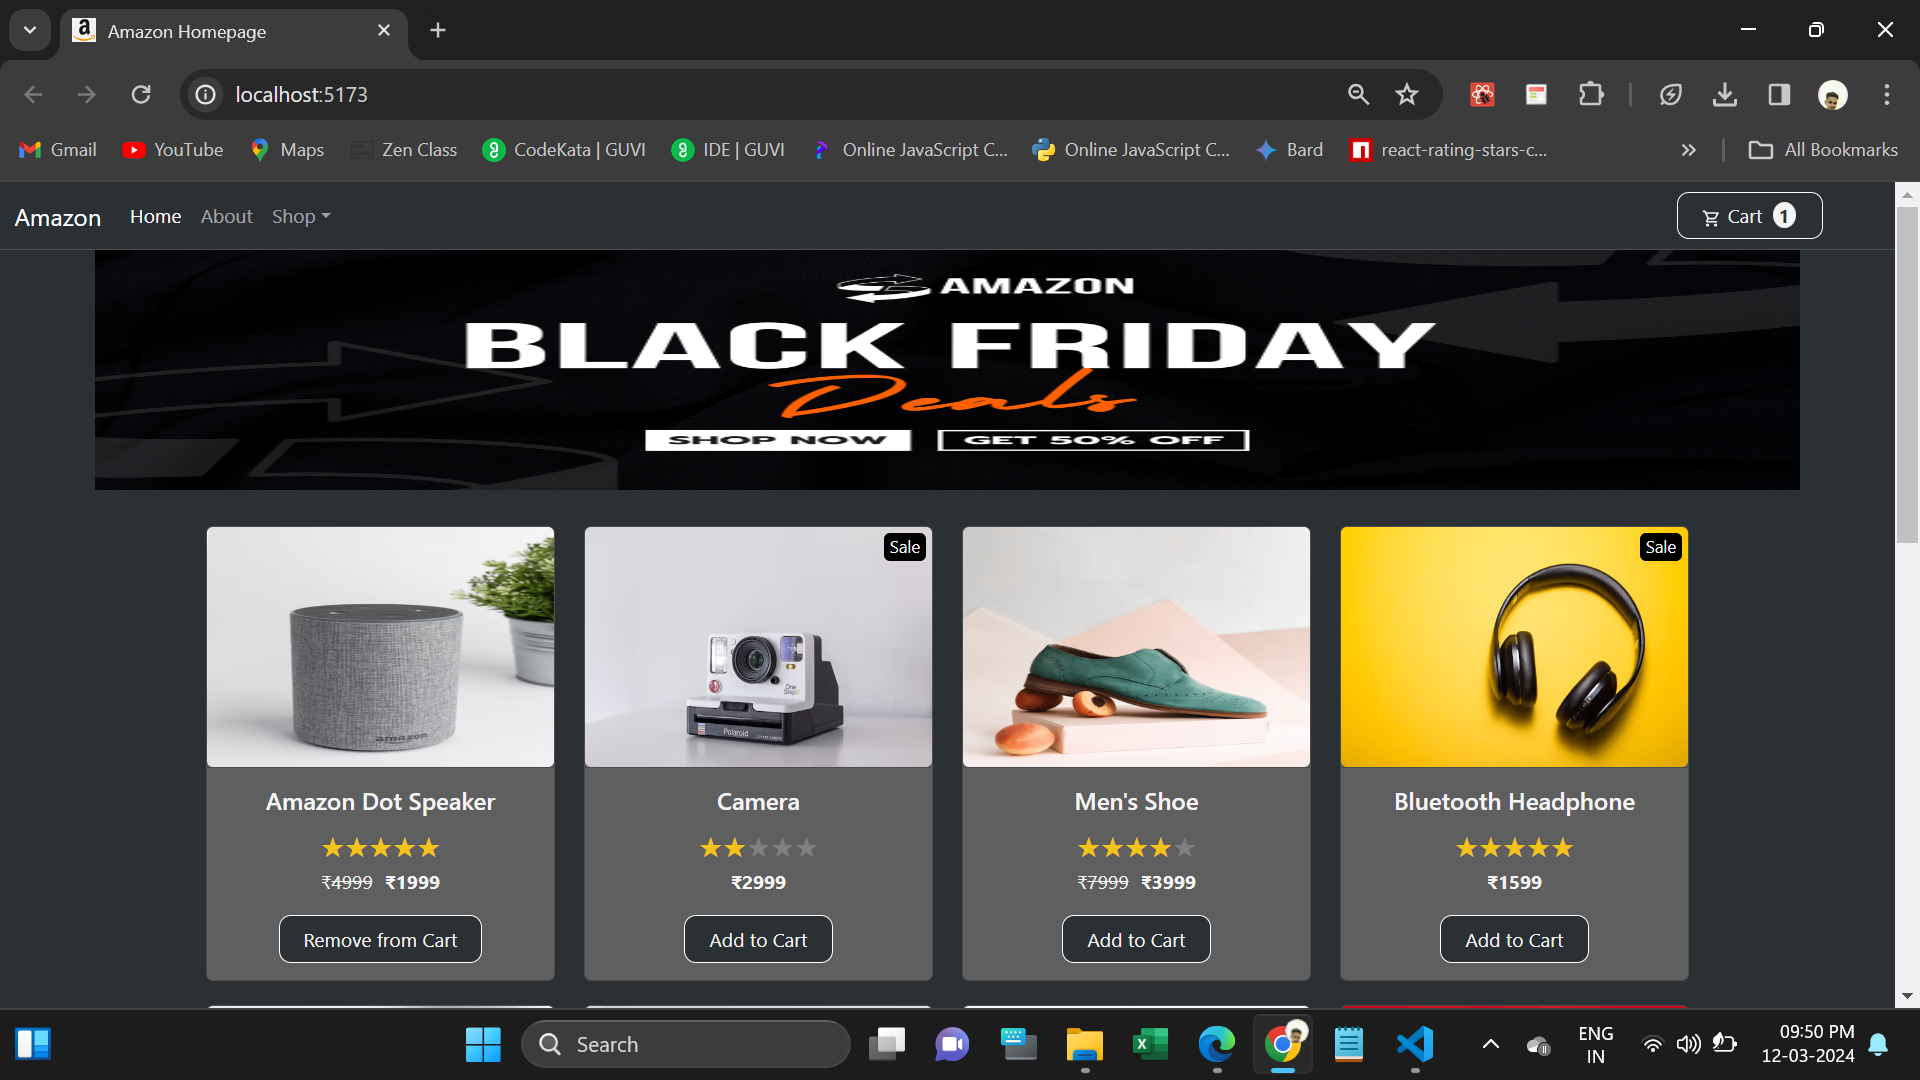 Amazon Homepage
localhost:5173
Gmail YouTube Maps Zen Class CodeKata | GUVI IDE | GUVI Online JavaScript C... Online JavaScript C... Bard react-rating-stars-c... All Bookmarks
Amazon Home About Shop Cart 1
AMAZON
BLACK FRIDAY
Deals
SHOP NOW GET 50% OFF
Sale Sale
amazon
One
Polaroid
Amazon Dot Speaker Camera Men's Shoe Bluetooth Headphone
₹4999 ₹1999 ₹2999 ₹7999 ₹3999 ₹1599
Remove from Cart Add to Cart Add to Cart Add to Cart
Search
ENG
IN
09:50 PM
12-03-2024